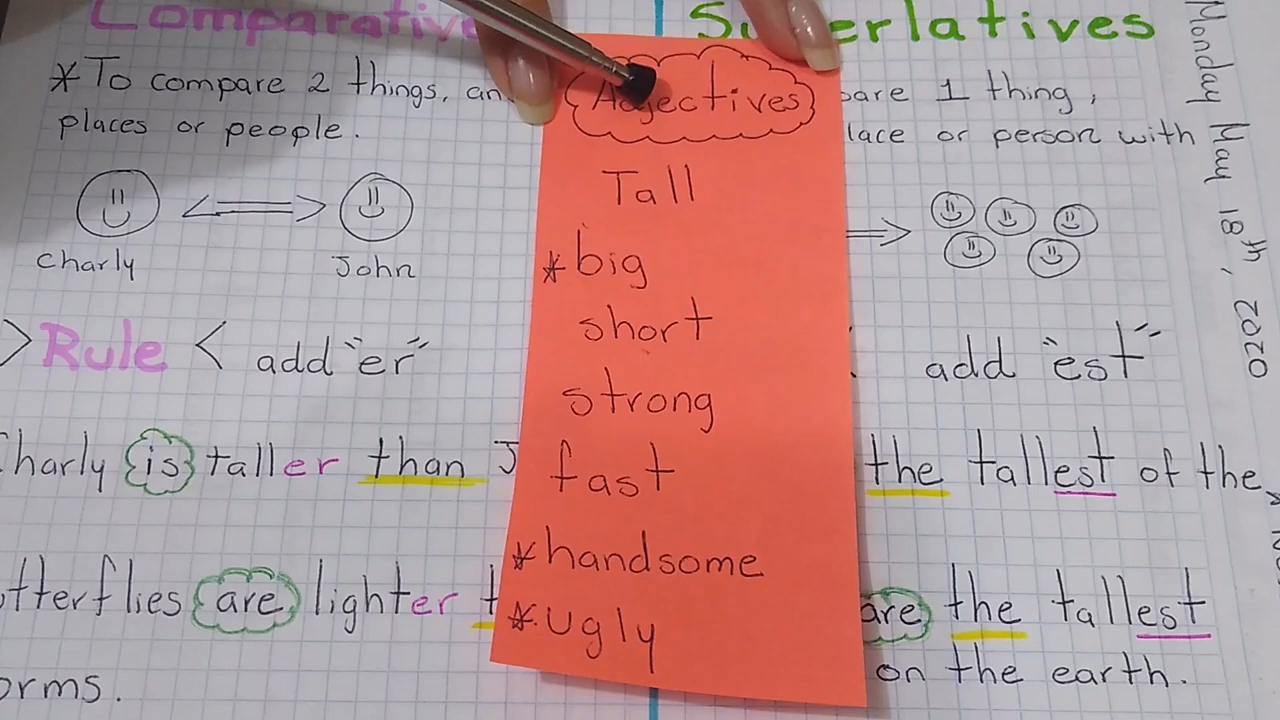 Comparative
Superlatives
*To compare 2 things, an
places or people.
Charly
John
>Rule< add "er"
Charly is taller than J
utterflies are lighter t
orms.
Adjectives
Tall
*big
short
strong
fast
*handsome
*ugly
pare 1 thing,
lace or person with
add "est"
the tallest of the
are the tallest
on the earth.
Monday May 18th, 2020